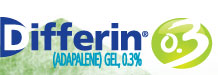 Differin® 0.3
(ADAPALENE) GEL, 0.3%